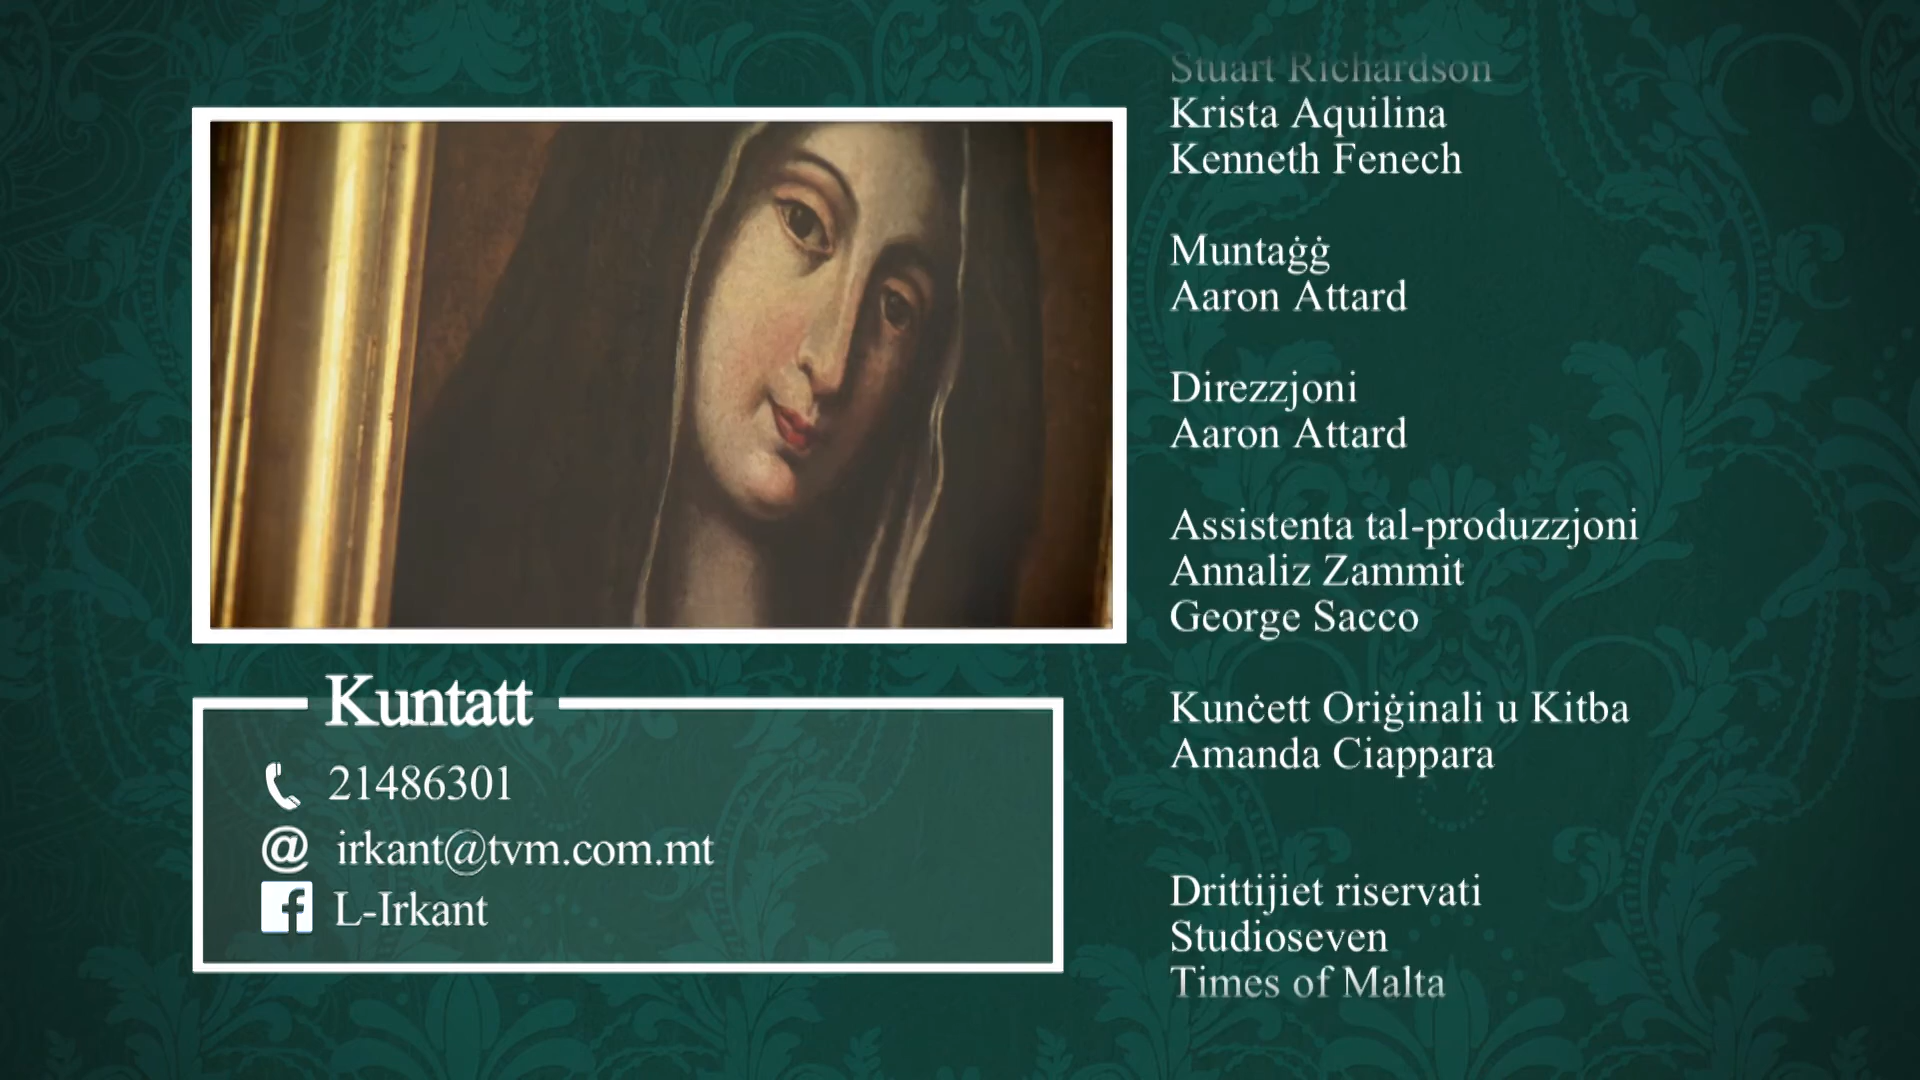 Stuart Richardson
Krista Aquilina
Kenneth Fenech
Muntaġġ
Aaron Attard
Direzzjoni
Aaron Attard
Assistenta tal-produzzjoni
Annaliz Zammit
George Sacco
Kunċett Oriġinali u Kitba
Amanda Ciappara
Drittijiet riservati
Studioseven
Times of Malta
Kuntatt
21486301
@ irkant@tvm.com.mt
f L-Irkant